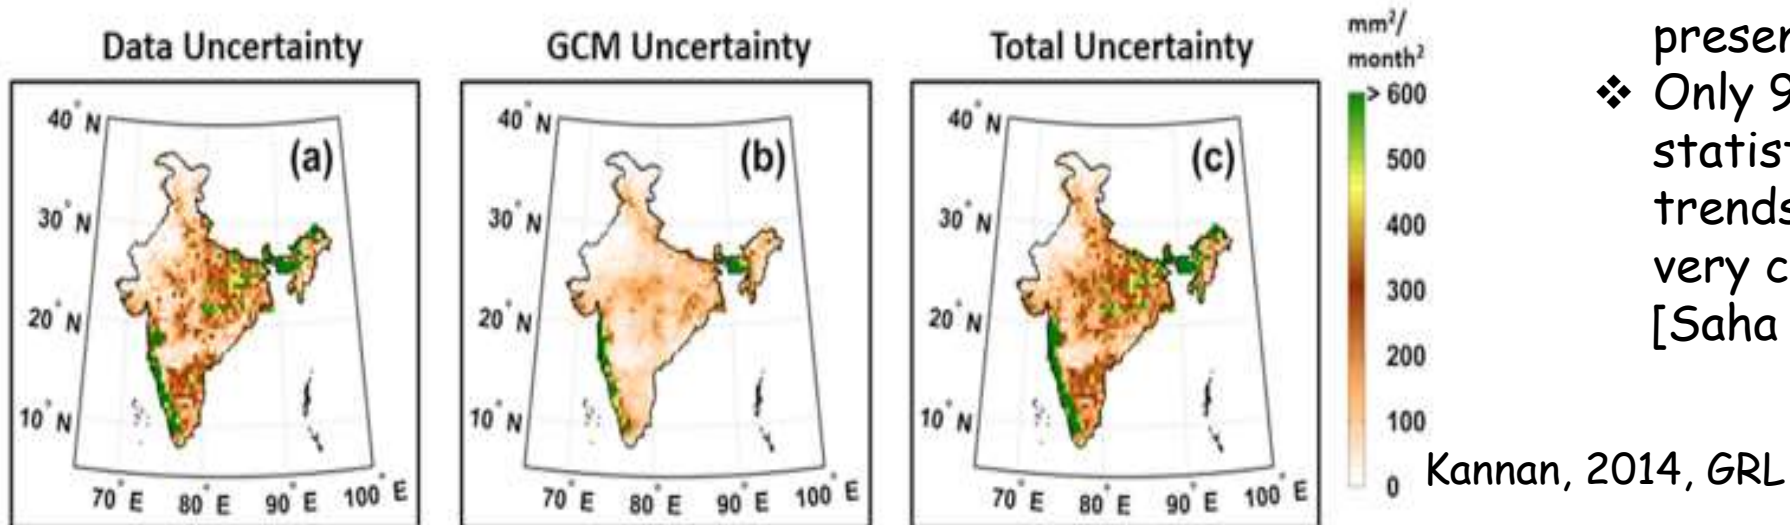 Data Uncertainty
GCM Uncertainty
Total Uncertainty
(a)
40° N
30° N
20° N
10° N
70° E
80° E
90° E
100° E
(b)
40° N
30° N
20° N
10° N
70° E
80° E
90° E
100° E
(c)
40° N
30° N
20° N
10° N
70° E
80° E
90° E
100° E
mm²/
month²
> 600
500
400
300
200
100
0
presen
❖ Only 9
statist
trends
very c
[Saha
Kannan, 2014, GRL